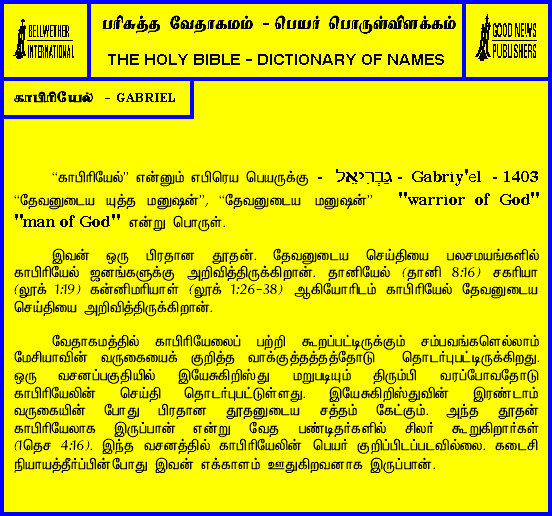 BELLWETHER
INTERNATIONAL
பரிசுத்த வேதாகமம் - பெயர் பொருள்விளக்கம்
THE HOLY BIBLE - DICTIONARY OF NAMES
GOOD NEWS
PUBLISHERS
காபிரியேல் - GABRIEL
“காபிரியேல்” என்னும் எபிரெய பெயருக்கு - גַּבְרִיאֵל - Gabriy'el - 1403
“தேவனுடைய யுத்த மனுஷன்”, “தேவனுடைய மனுஷன்” "warrior of God"
"man of God" என்று பொருள்.
இவன் ஒரு பிரதான தூதன். தேவனுடைய செய்தியை பலசமயங்களில்
காபிரியேல் ஜனங்களுக்கு அறிவித்திருக்கிறான். தானியேல் (தானி 8:16) சகரியா
(லூக் 1:19) கன்னிமரியாள் (லூக் 1:26-38) ஆகியோரிடம் காபிரியேல் தேவனுடைய
செய்தியை அறிவித்திருக்கிறான்.
வேதாகமத்தில் காபிரியேலைப் பற்றி கூறப்பட்டிருக்கும் சம்பவங்களெல்லாம்
மேசியாவின் வருகையைக் குறித்த வாக்குத்தத்தத்தோடு தொடர்புபட்டிருக்கிறது.
ஒரு வசனப்பகுதியில் இயேசுகிறிஸ்து மறுபடியும் திரும்பி வரப்போவதோடு
காபிரியேலின் செய்தி தொடர்புபட்டுள்ளது. இயேசுகிறிஸ்துவின் இரண்டாம்
வருகையின் போது பிரதான தூதனுடைய சத்தம் கேட்கும். அந்த தூதன்
காபிரியேலாக இருப்பான் என்று வேத பண்டிதர்களில் சிலர் கூறுகிறார்கள்
(1தெச 4:16). இந்த வசனத்தில் காபிரியேலின் பெயர் குறிப்பிடப்படவில்லை. கடைசி
நியாயத்தீர்ப்பின்போது இவன் எக்காளம் ஊதுகிறவனாக இருப்பான்.